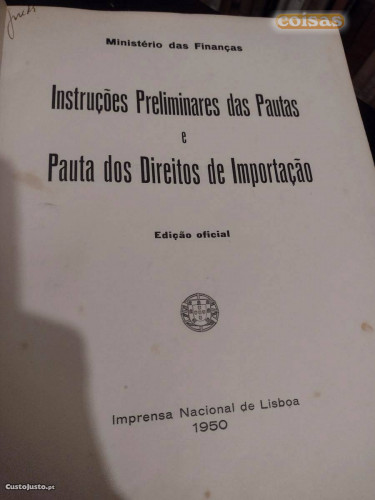 coisas
Ministério das Finanças
Instruções Preliminares das Pautas
e
Pauta dos Direitos de Importação
Edição oficial
Imprensa Nacional de Lisboa
1950
CustoJusto.pt